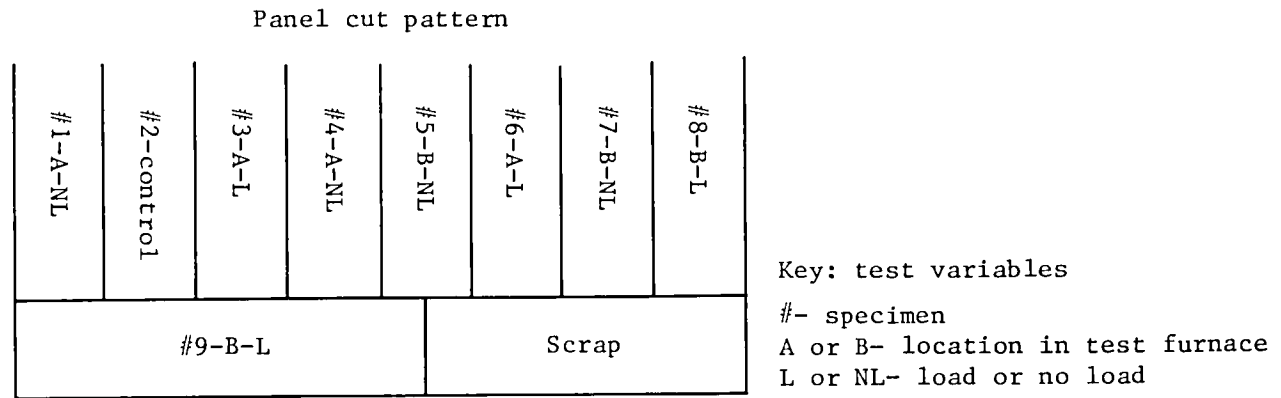 Panel cut pattern
#1-A-NL
#2-control
#3-A-L
#4-A-NL
#5-B-NL
#6-A-L
#7-B-NL
#8-B-L
#9-B-L
Scrap
Key: test variables
#- specimen
A or B- location in test furnace
L or NL- load or no load